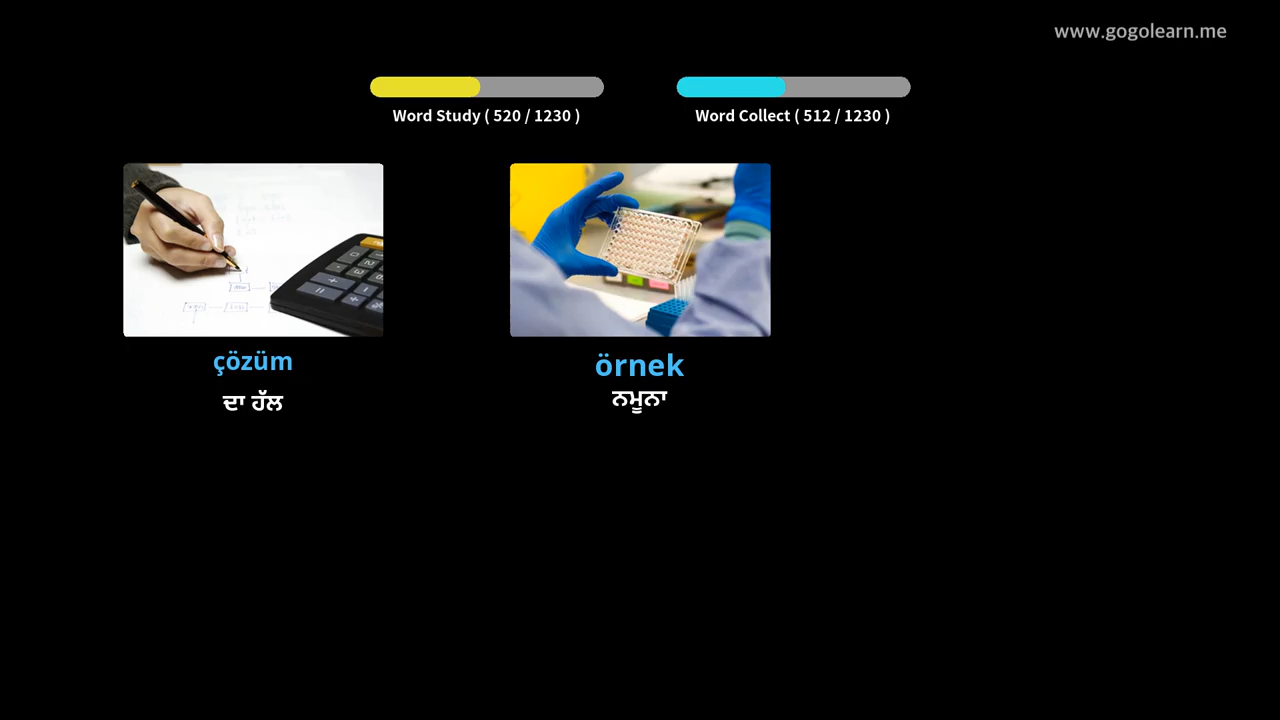 www.gogolearn.me
Word Study ( 520 / 1230 )
Word Collect ( 512 / 1230 )
çözüm
ਦਾ ਹੱਲ
örnek
ਨਮੂਨਾ